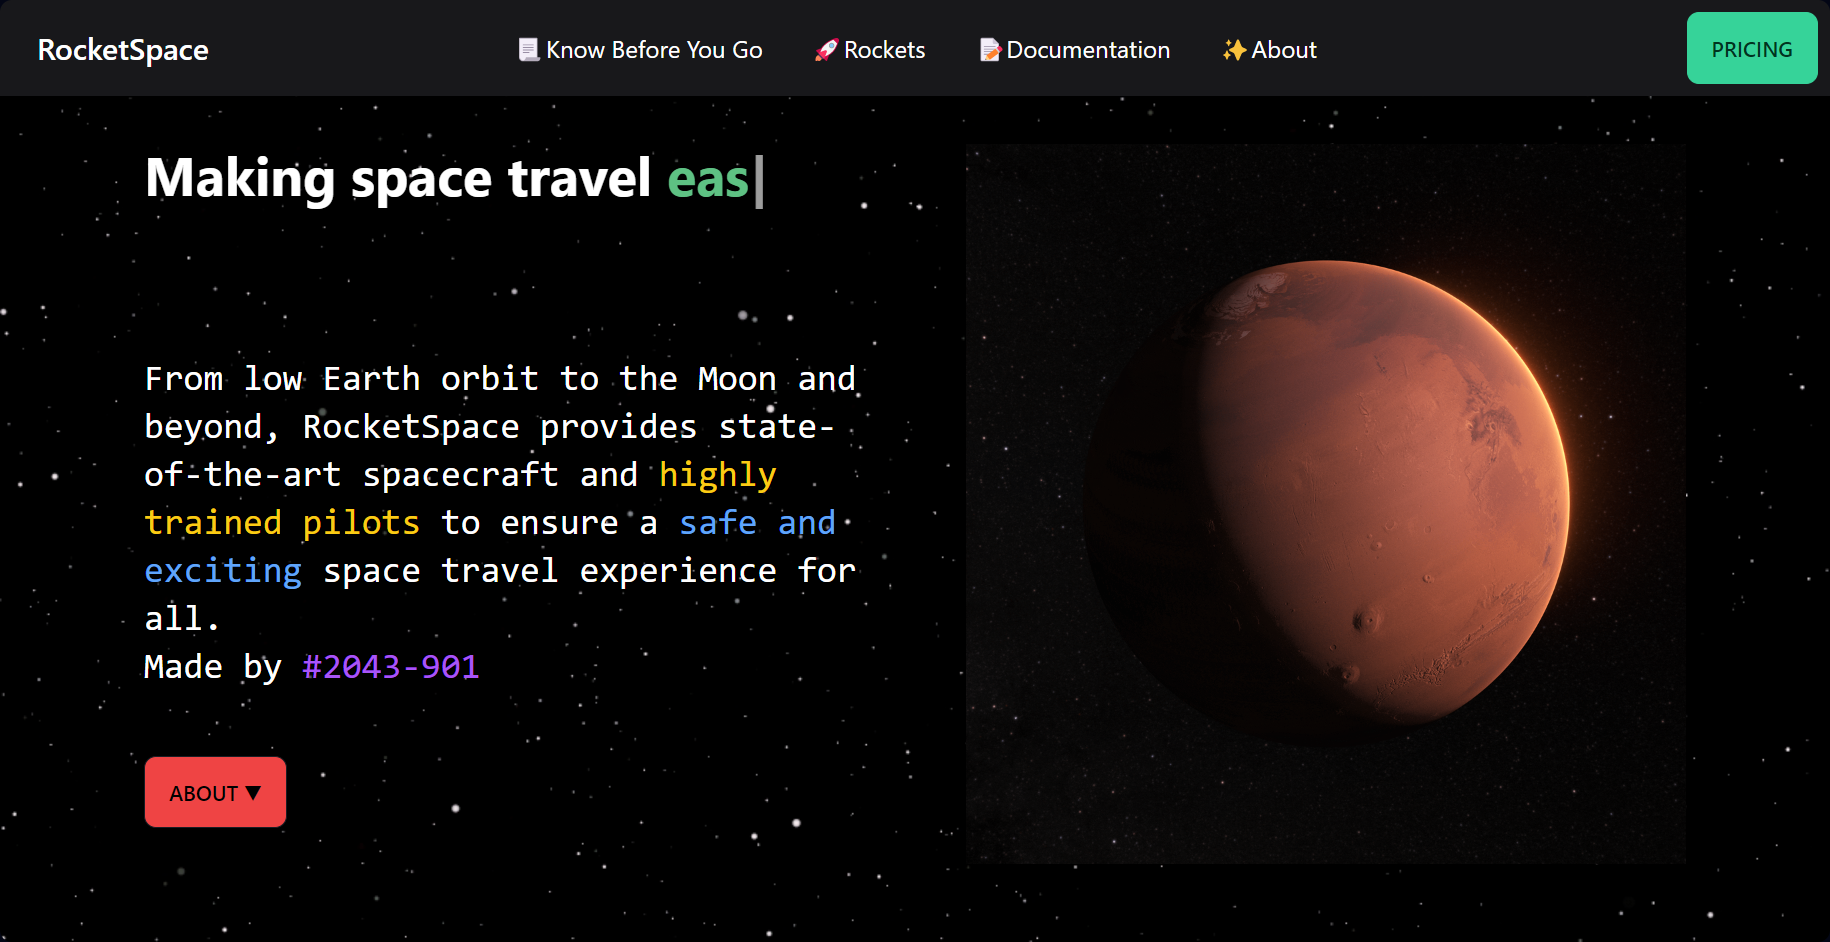 RocketSpace
📃 Know Before You Go
🚀 Rockets
📝 Documentation
✨ About
PRICING
Making space travel eas|
From low Earth orbit to the Moon and
beyond, RocketSpace provides state-
of-the-art spacecraft and highly
trained pilots to ensure a safe and
exciting space travel experience for
all.
Made by #2043-901
ABOUT ▼